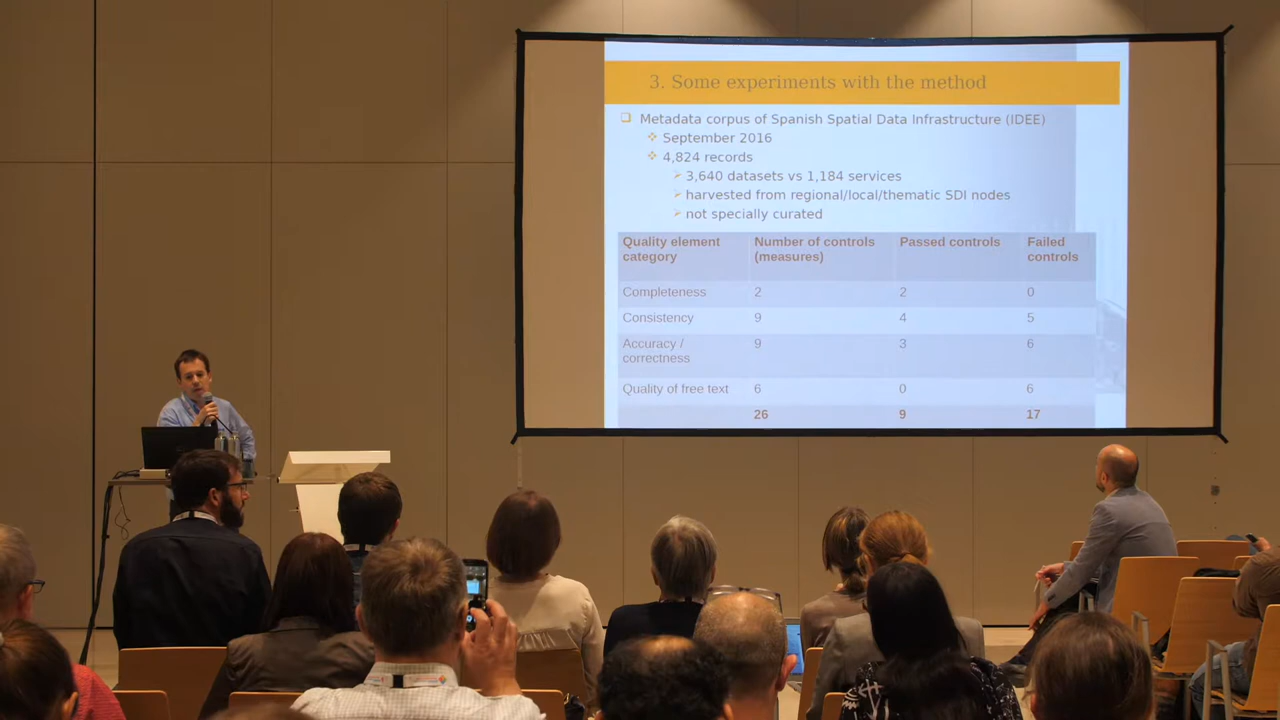 3. Some experiments with the method
Metadata corpus of Spanish Spatial Data Infrastructure (IDEE)
September 2016
4,824 records
3,640 datasets vs 1,184 services
harvested from regional/local/thematic SDI nodes
not specially curated
Quality element category Number of controls (measures) Passed controls Failed controls
Completeness 2 2 0
Consistency 9 4 5
Accuracy / correctness 9 3 6
Quality of free text 6 0 6
26 9 17